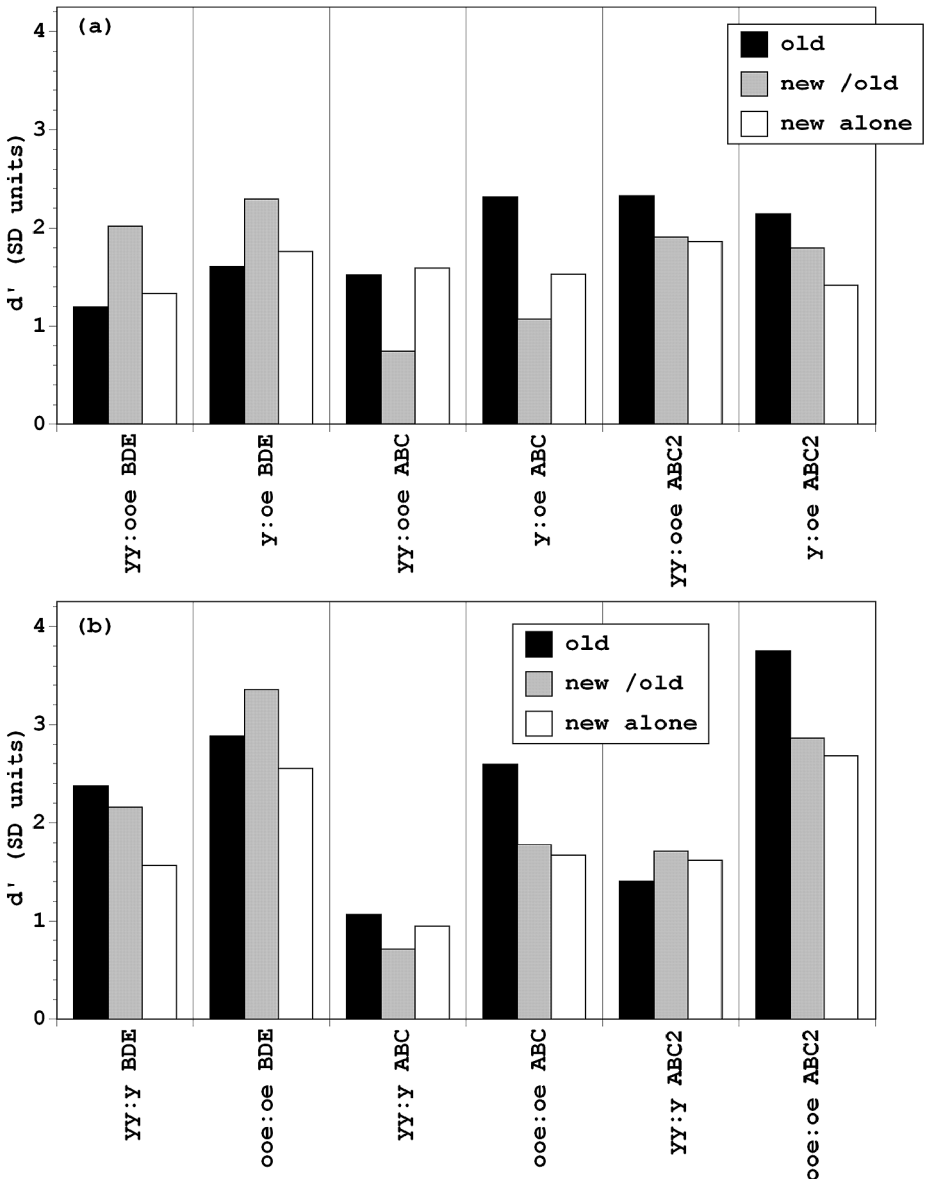 (a)
old
new /old
new alone
d' (SD units)
4
3
2
1
0
yy:ooe BDE
y:oe BDE
yy:ooe ABC
y:oe ABC
yy:ooe ABC2
y:oe ABC2
(b)
old
new /old
new alone
d' (SD units)
4
3
2
1
0
yy:y BDE
ooe:oe BDE
yy:y ABC
ooe:oe ABC
yy:y ABC2
ooe:oe ABC2